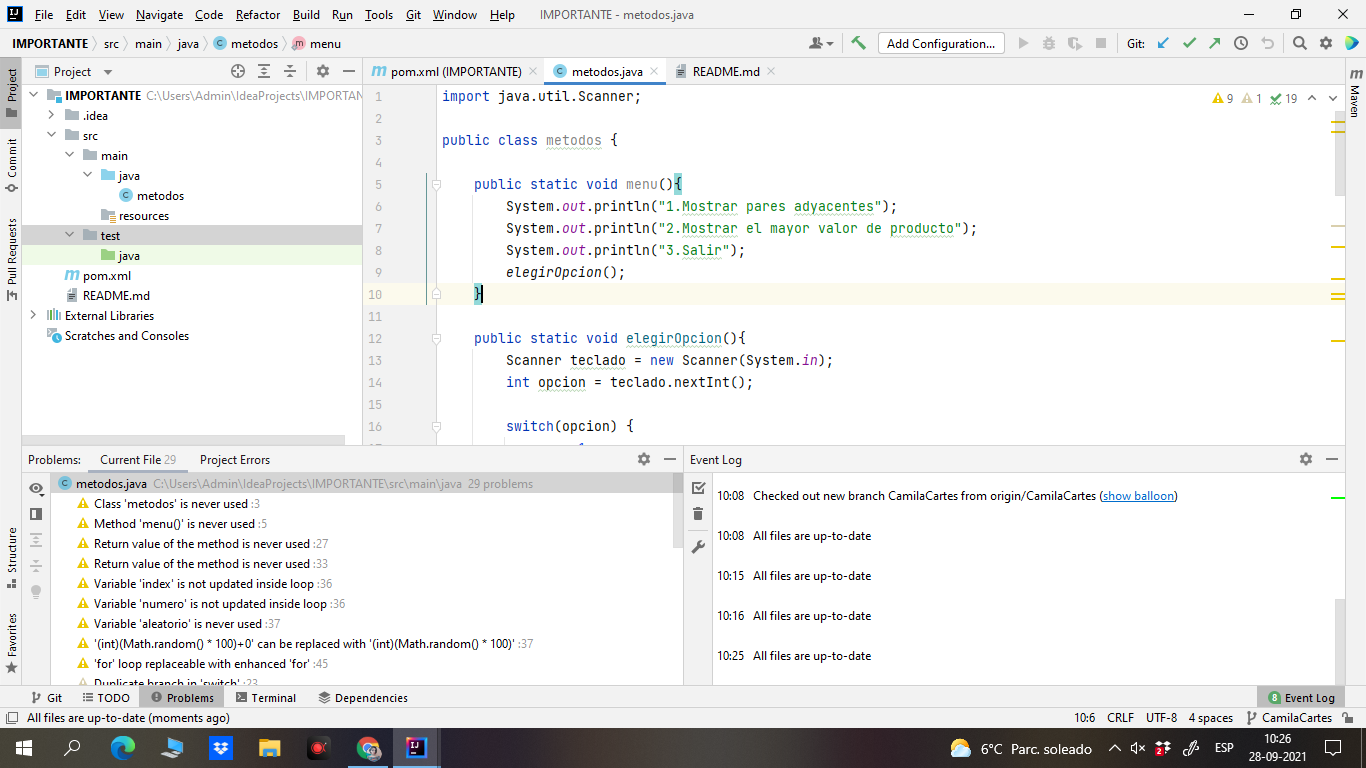 File Edit View Navigate Code Refactor Build Run Tools Git Window Help IMPORTANTE - metodos.java
IMPORTANTE src main java metodos menu Add Configuration... Git:
Project
pom.xml (IMPORTANTE) metodos.java README.md
Project
Commit
Pull Requests
IMPORTANTE C:\Users\Admin\IdeaProjects\IMPORTAN
.idea
src
main
java
metodos
resources
test
java
pom.xml
README.md
External Libraries
Scratches and Consoles
9 1 19
Maven
1 import java.util.Scanner;
2
3 public class metodos {
4
5 public static void menu(){
6 System.out.println("1.Mostrar pares adyacentes");
7 System.out.println("2.Mostrar el mayor valor de producto");
8 System.out.println("3.Salir");
9 elegirOpcion();
10 }
11
12 public static void elegirOpcion(){
13 Scanner teclado = new Scanner(System.in);
14 int opcion = teclado.nextInt();
15
16 switch(opcion) {
Problems: Current File 29 Project Errors
Structure
Favorites
metodos.java C:\Users\Admin\IdeaProjects\IMPORTANTE\src\main\java 29 problems
Class 'metodos' is never used :3
Method 'menu()' is never used :5
Return value of the method is never used :27
Return value of the method is never used :33
Variable 'index' is not updated inside loop :36
Variable 'numero' is not updated inside loop :36
Variable 'aleatorio' is never used :37
'(int)(Math.random() * 100)+0' can be replaced with '(int)(Math.random() * 100)' :37
'for' loop replaceable with enhanced 'for' :45
Duplicate branch in 'switch' :23
Event Log
10:08 Checked out new branch CamilaCartes from origin/CamilaCartes (show balloon)
10:08 All files are up-to-date
10:15 All files are up-to-date
10:16 All files are up-to-date
10:25 All files are up-to-date
Git TODO Problems Terminal Dependencies 8 Event Log
All files are up-to-date (moments ago) 10:6 CRLF UTF-8 4 spaces CamilaCartes
6°C Parc. soleado ESP 10:26
28-09-2021